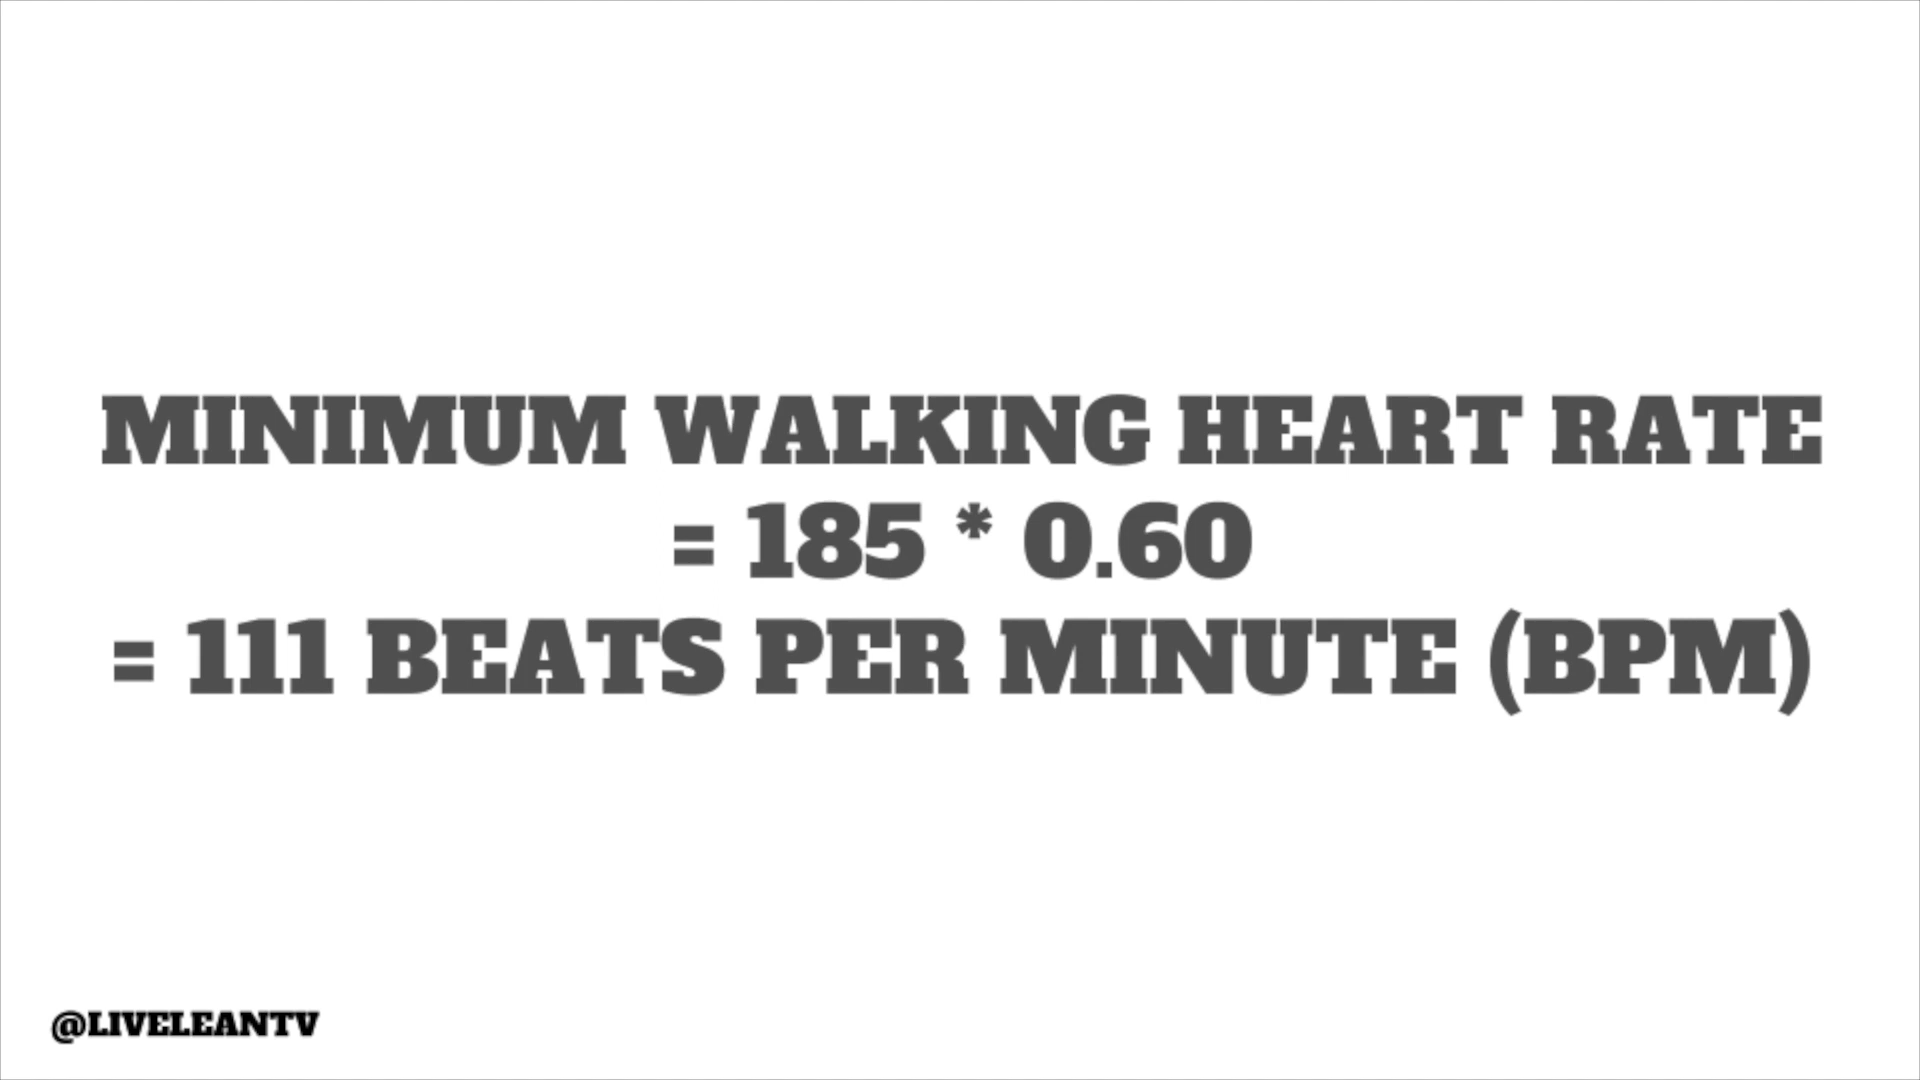 MINIMUM WALKING HEART RATE
= 185 * 0.60
= 111 BEATS PER MINUTE (BPM)
@LIVELEANTV